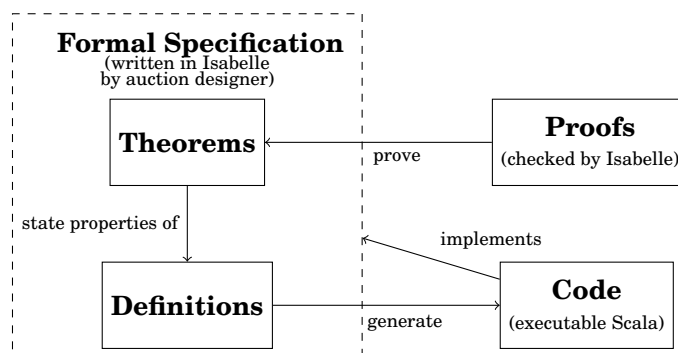 Formal Specification
(written in Isabelle
by auction designer)
Theorems
Proofs
(checked by Isabelle)
prove
state properties of
implements
Definitions
Code
(executable Scala)
generate